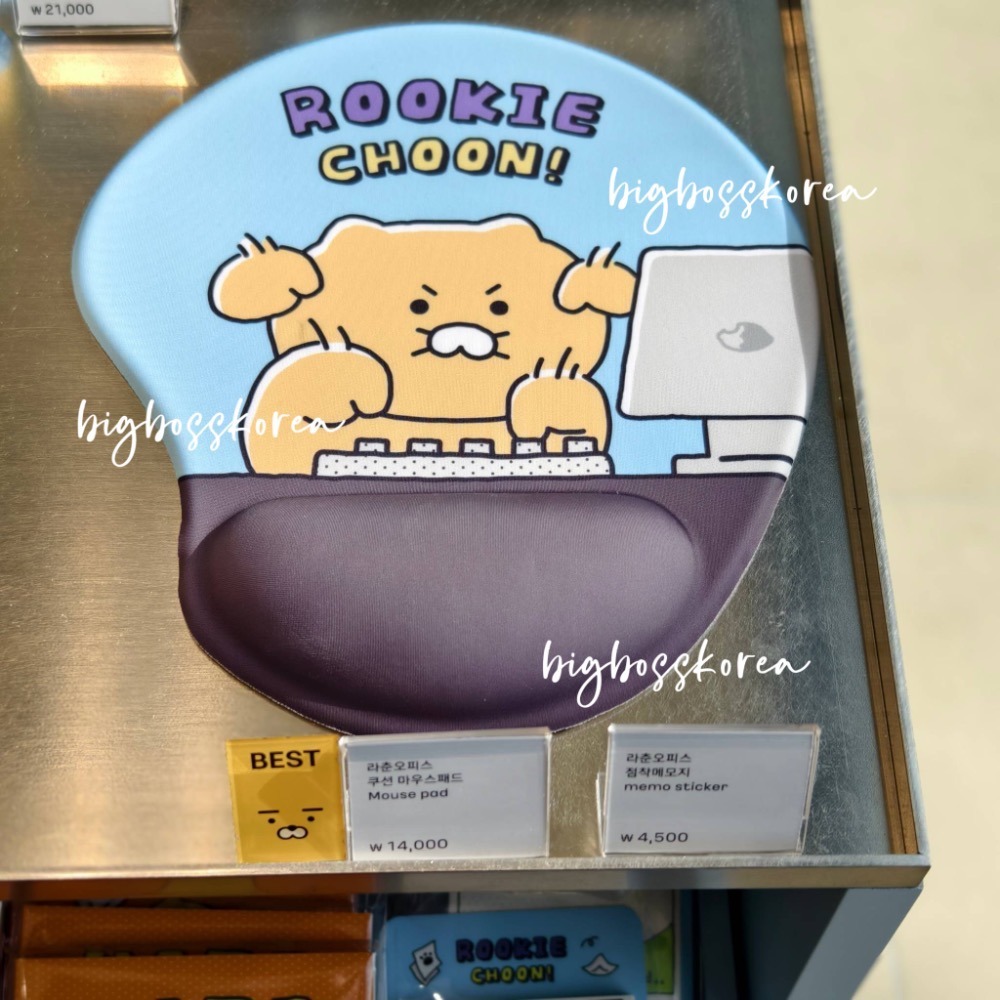 ₩21,000
ROOKIE
CHOON!
bigbosskorea
bigbosskorea
bigbosskorea
BEST
라춘오피스
쿠션 마우스패드
Mouse pad
₩14,000
라춘오피스
점착메모지
memo sticker
₩4,500
ROOKIE
CHOON!